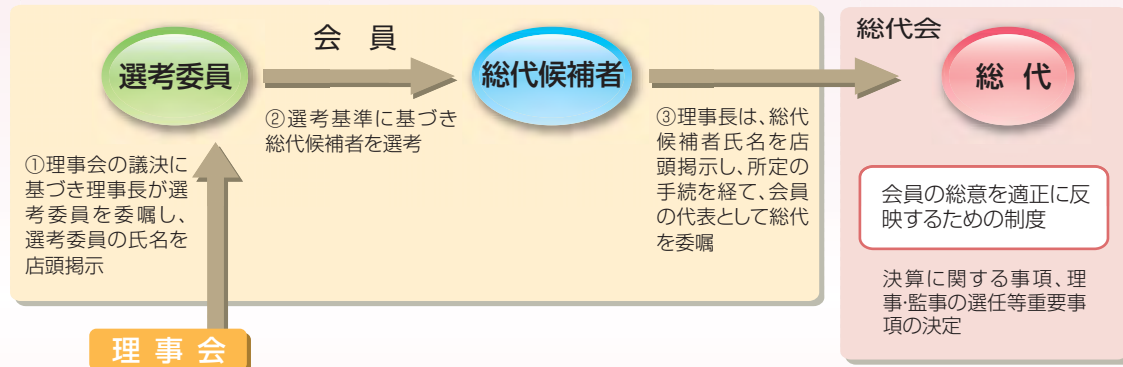 会 員
選考委員
総代候補者
①理事会の議決に
基づき理事長が選
考委員を委嘱し、
選考委員の氏名を
店頭掲示
②選考基準に基づき
総代候補者を選考
③理事長は、総代
候補者氏名を店
頭掲示し、所定の
手続を経て、会員
の代表として総代
を委嘱
理 事 会
総代会
総 代
会員の総意を適正に反
映するための制度
決算に関する事項、理
事・監事の選任等重要事
項の決定